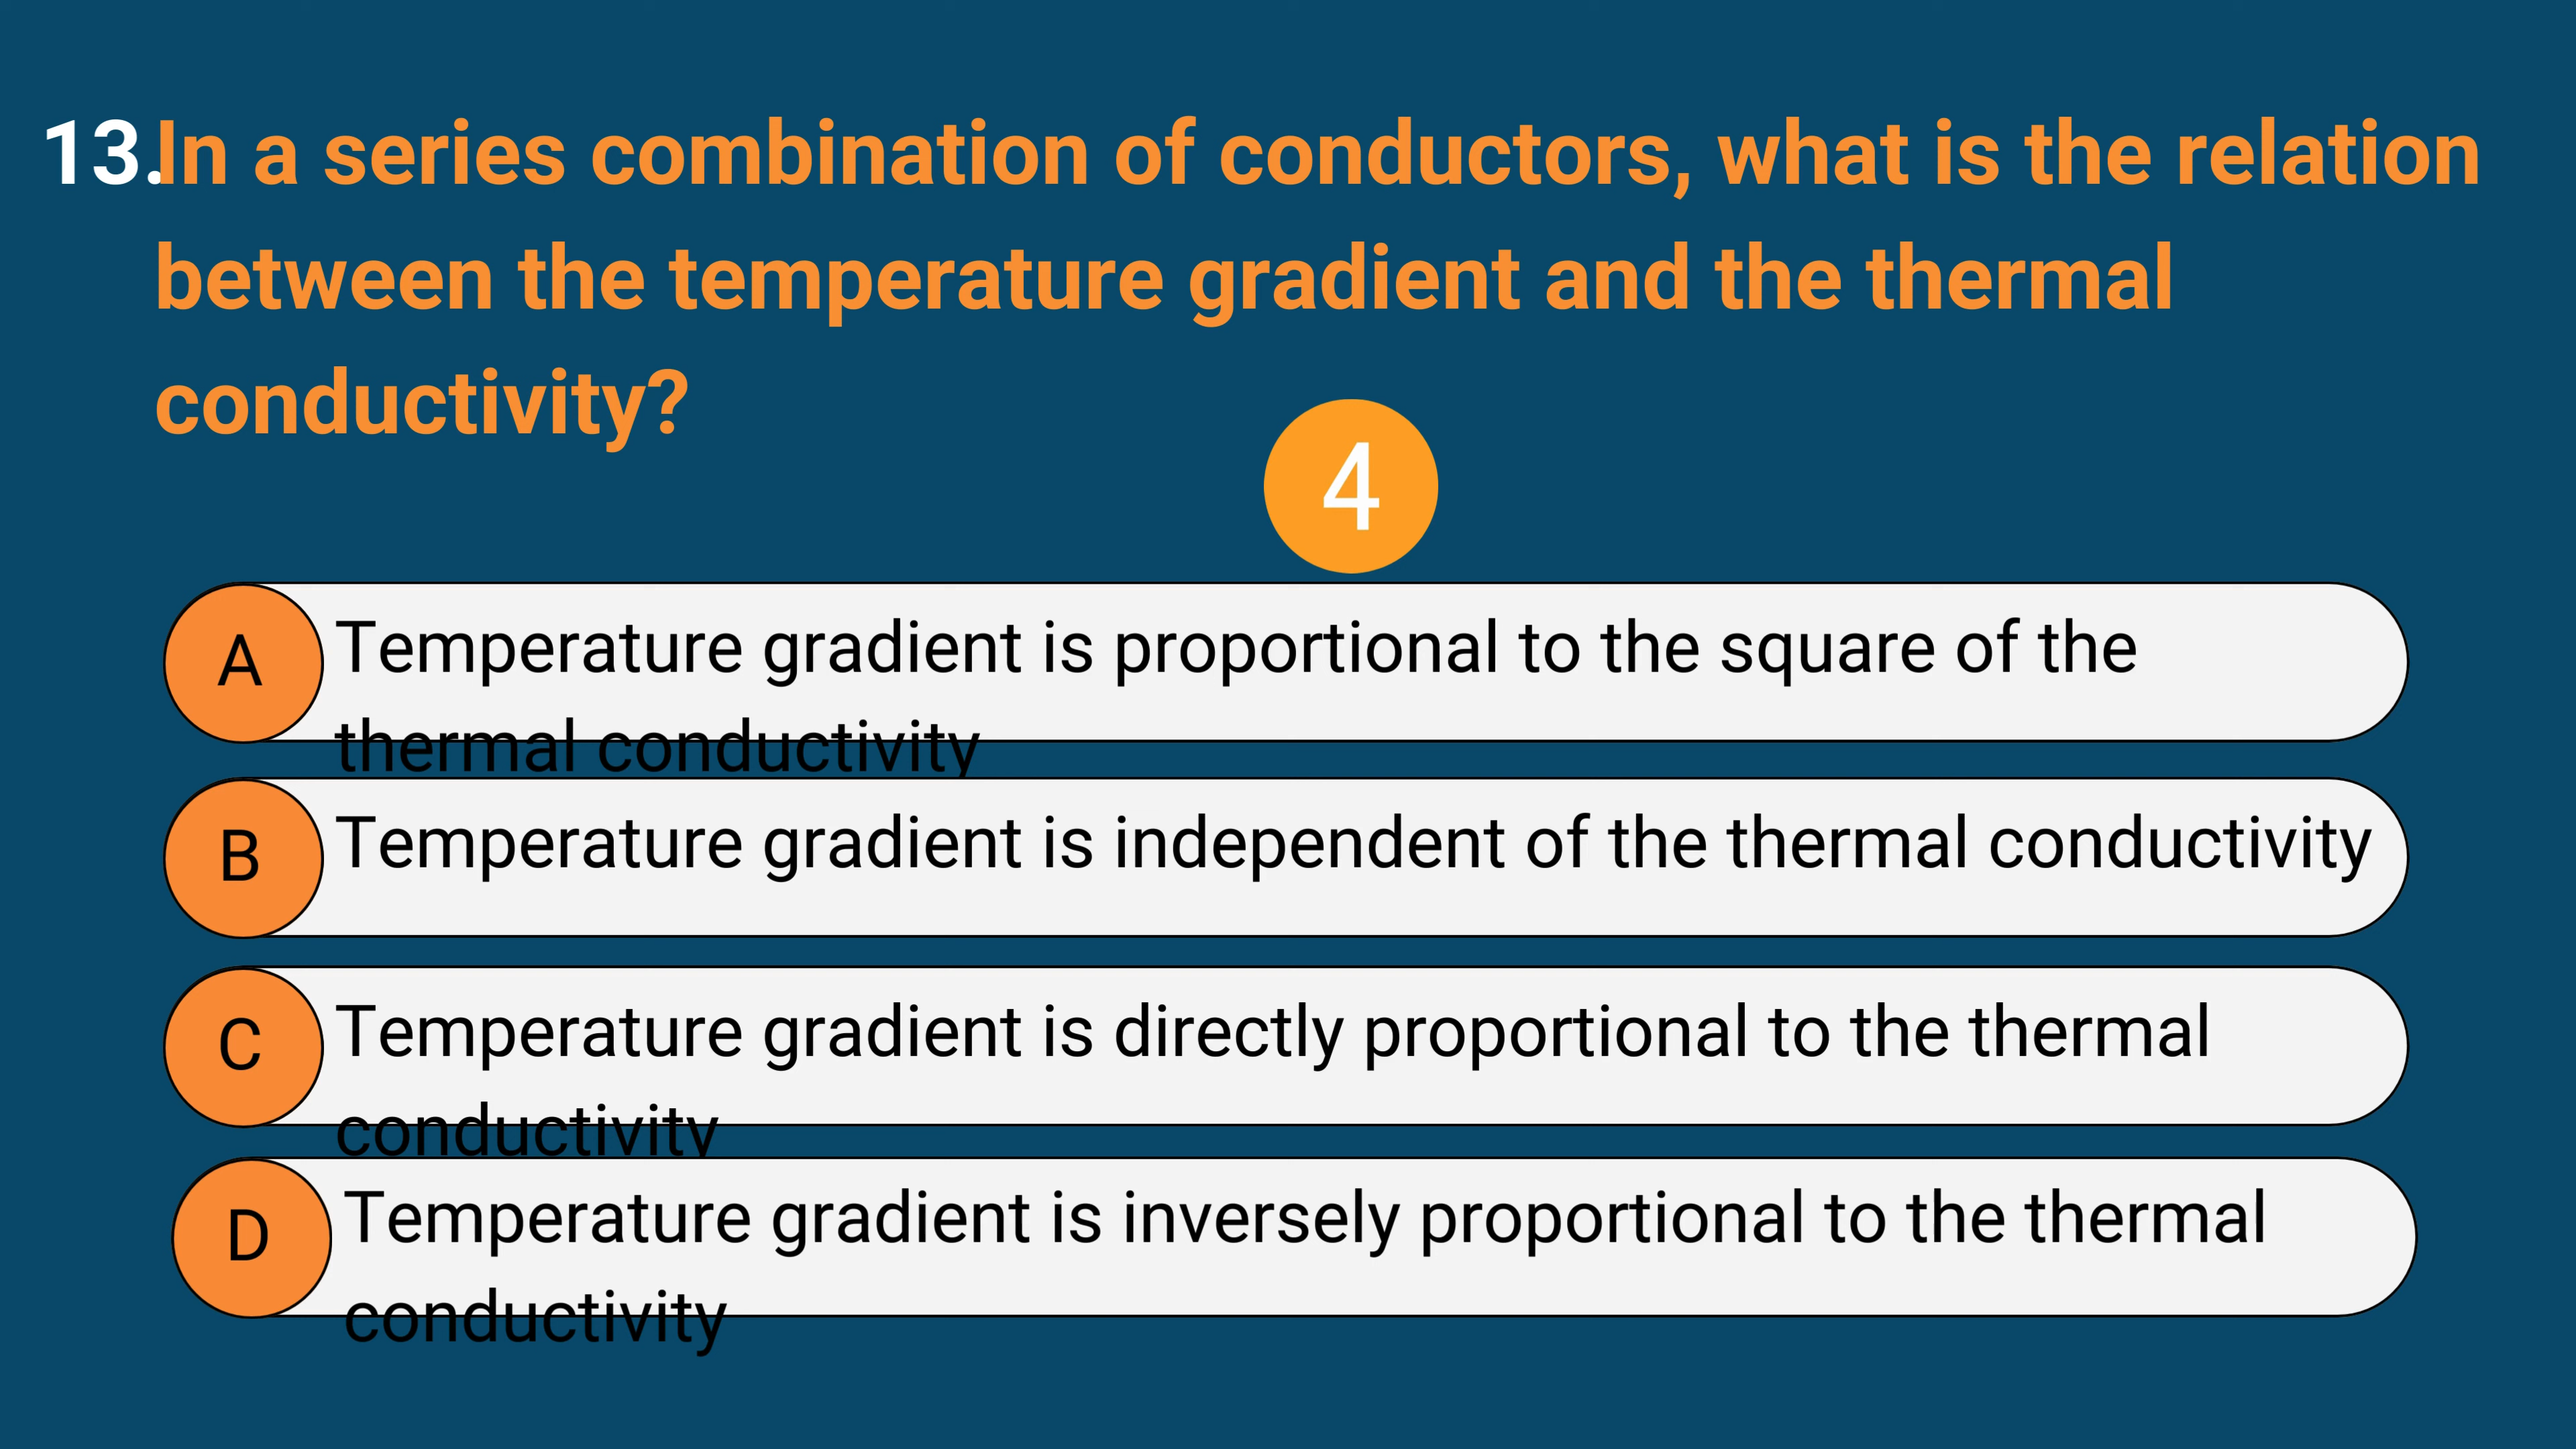 13.In a series combination of conductors, what is the relation
between the temperature gradient and the thermal
conductivity?
4
A Temperature gradient is proportional to the square of the
thermal conductivity
B Temperature gradient is independent of the thermal conductivity
C Temperature gradient is directly proportional to the thermal
conductivity
D Temperature gradient is inversely proportional to the thermal
conductivity